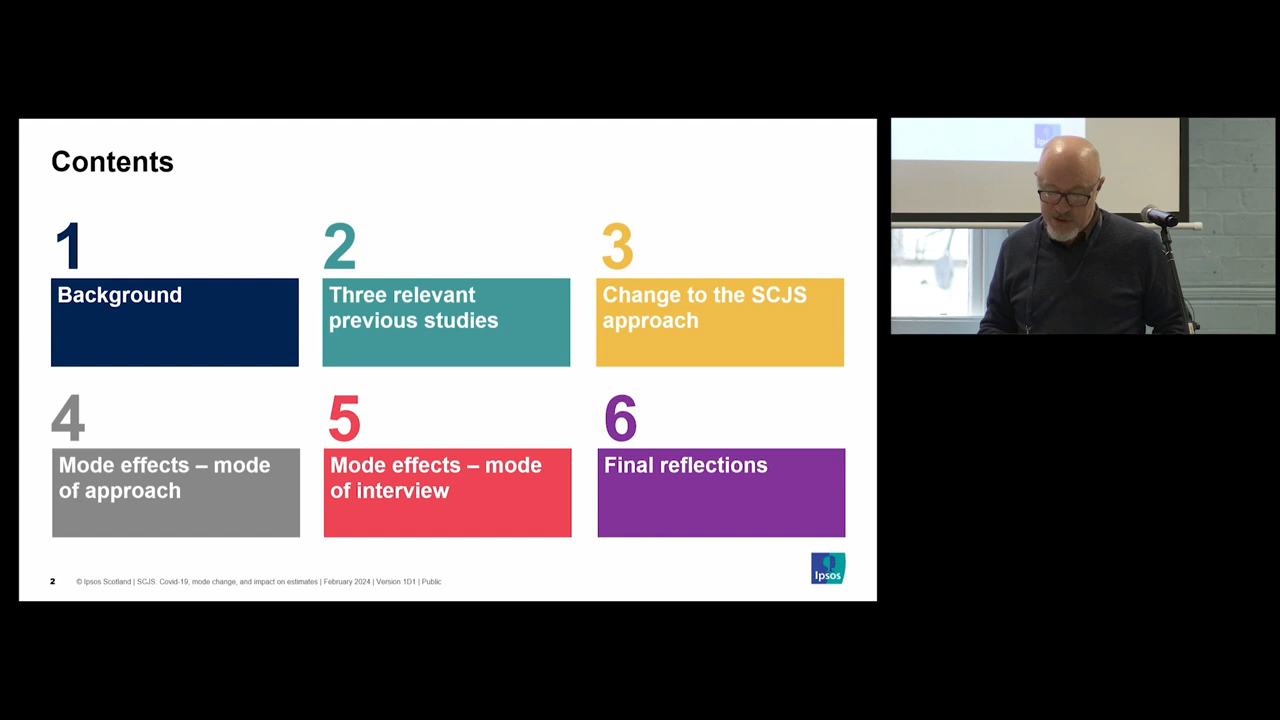 Contents
1
2
3
Background
Three relevant
previous studies
Change to the SCJS
approach
4
5
6
Mode effects – mode
of approach
Mode effects – mode
of interview
Final reflections
2
© Ipsos Scotland | SCJS: Covid-19, mode change, and impact on estimates | February 2024 | Version 1D1 | Public
Ipsos
Ipsos